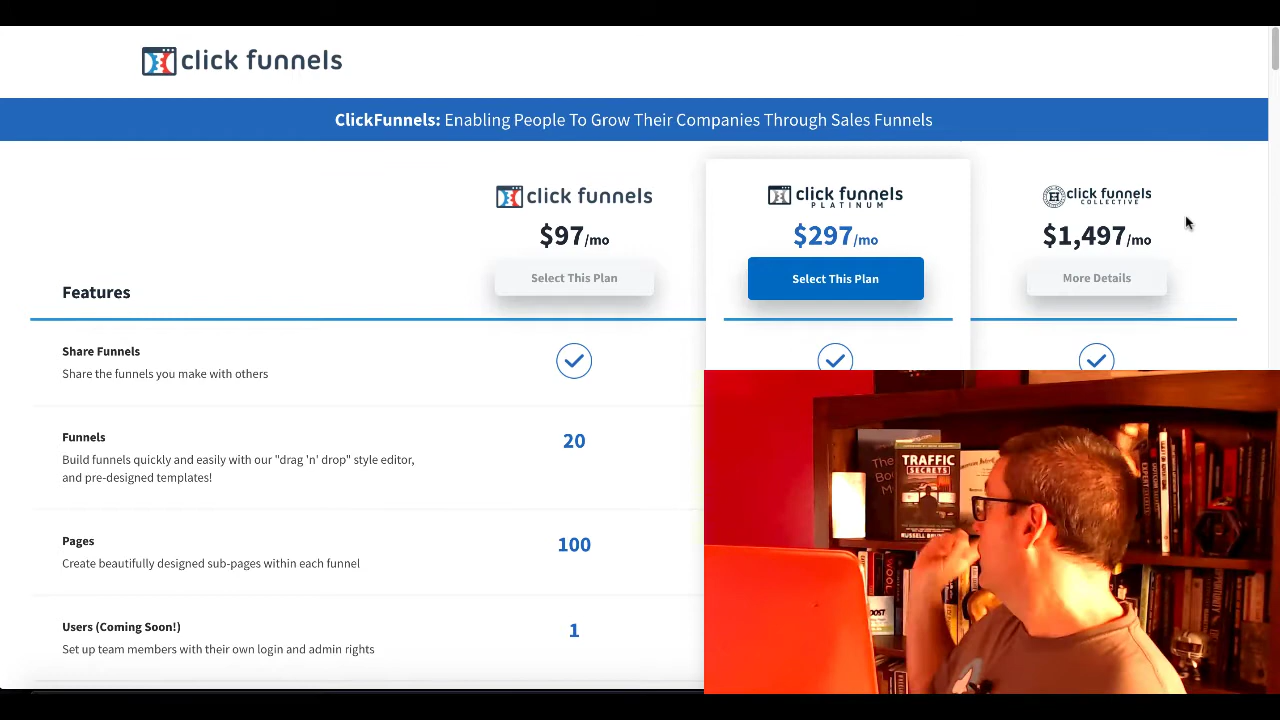 click funnels
ClickFunnels: Enabling People To Grow Their Companies Through Sales Funnels
click funnels
click funnels
PLATINUM
click funnels
COLLECTIVE
$97/mo
$297/mo
$1,497/mo
Select This Plan
Select This Plan
More Details
Features
Share Funnels
Share the funnels you make with others
Funnels
20
Build funnels quickly and easily with our "drag 'n' drop" style editor,
and pre-designed templates!
Pages
100
Create beautifully designed sub-pages within each funnel
Users (Coming Soon!)
1
Set up team members with their own login and admin rights
TRAFFIC
SECRETS